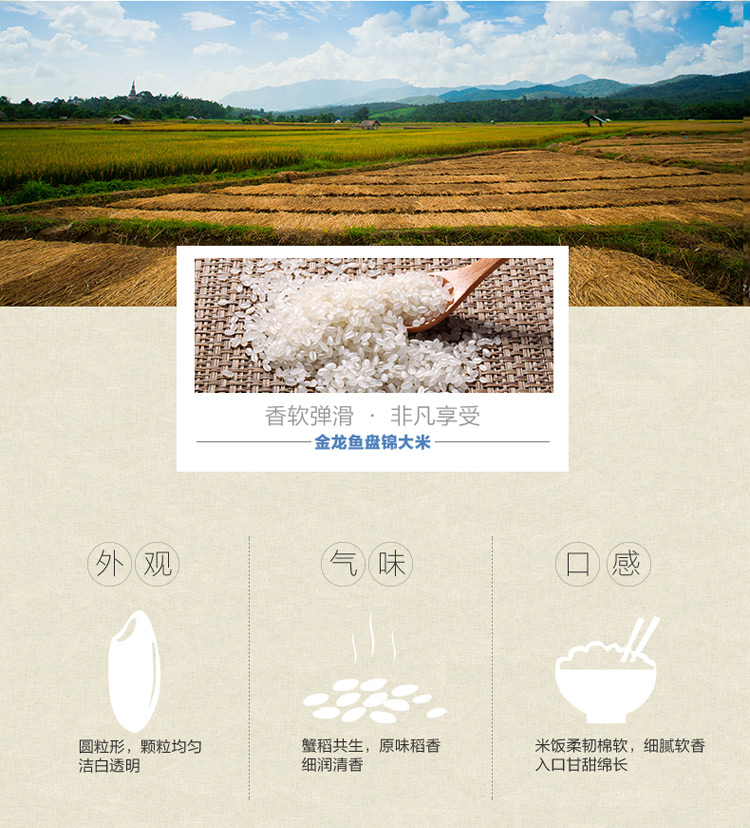 香软弹滑 · 非凡享受
金龙鱼盘锦大米
外观
气味
口感
圆粒形，颗粒均匀
洁白透明
蟹稻共生，原味稻香
细润清香
米饭柔韧棉软，细腻软香
入口甘甜绵长